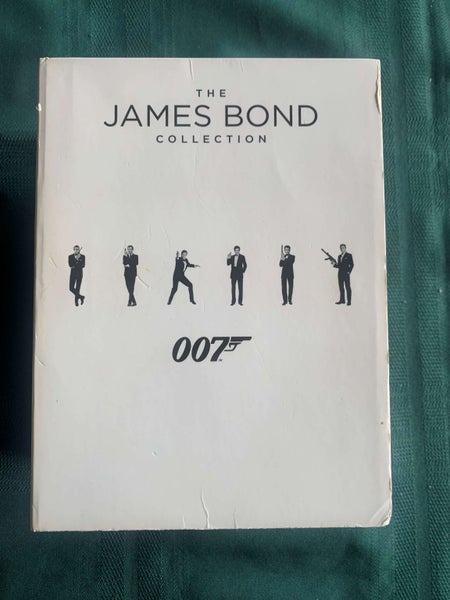 THE
JAMES BOND
COLLECTION
007